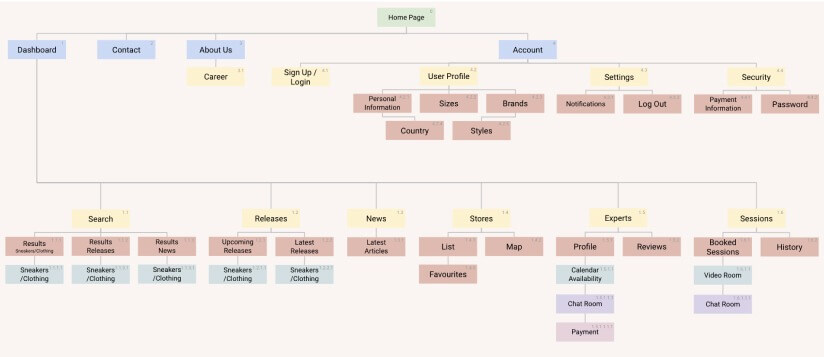 Home Page
Dashboard
Contact
About Us
Account
Career
Sign Up /
Login
User Profile
Settings
Security
Personal
Information
Sizes
Brands
Notifications
Log Out
Payment
Information
Password
Country
Styles
Search
Releases
News
Stores
Experts
Sessions
Results
Sneakers/Clothing
Results
Releases
Results
News
Upcoming
Releases
Latest
Releases
Latest
Articles
List
Map
Profile
Reviews
Booked
Sessions
History
Sneakers
/Clothing
Sneakers
/Clothing
Sneakers
/Clothing
Sneakers
/Clothing
Sneakers
/Clothing
Favourites
Calendar
Availability
Video Room
Chat Room
Chat Room
Payment